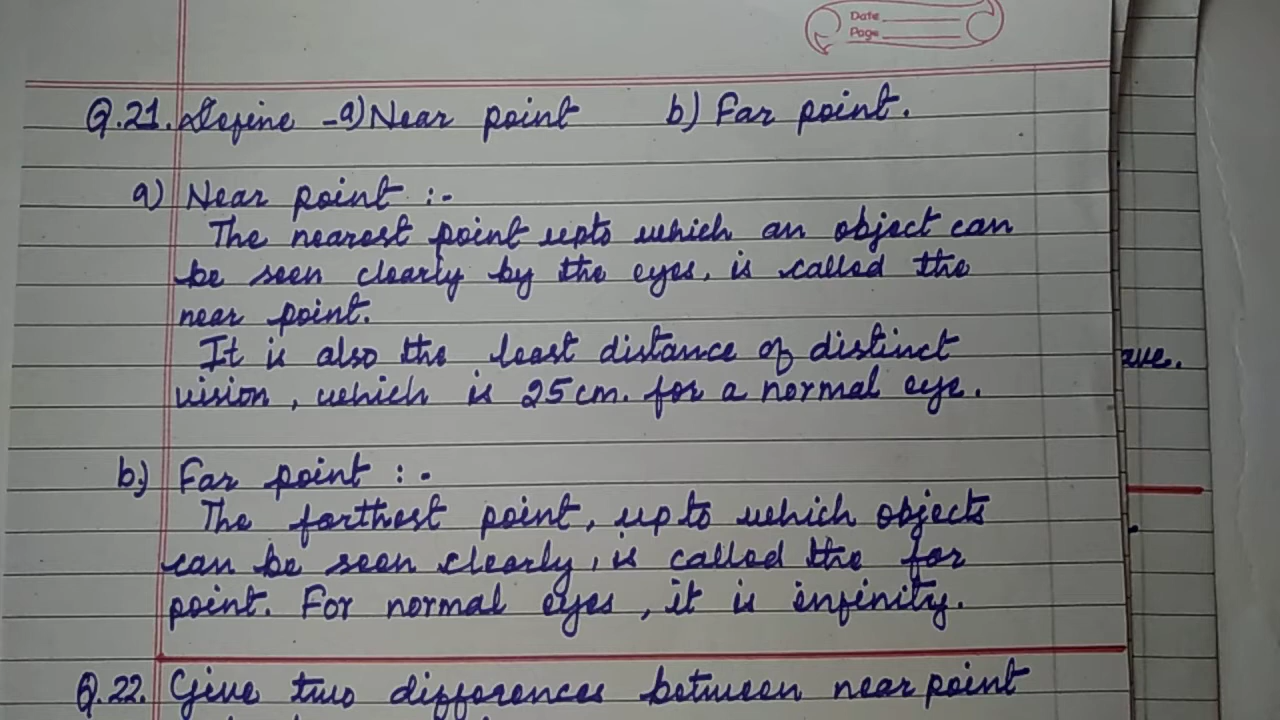 Date
Page
Q.21. Define - a) Near point b) Far point.
a) Near point :-
The nearest point upto which an object can
be seen clearly by the eyes, is called the
near point.
It is also the least distance of distinct
vision, which is 25 cm. for a normal eye.
b.) Far point :-
The farthest point, upto which objects
can be seen clearly, is called the far
point. For normal eyes, it is infinity.
Q.22. Give two differences between near point